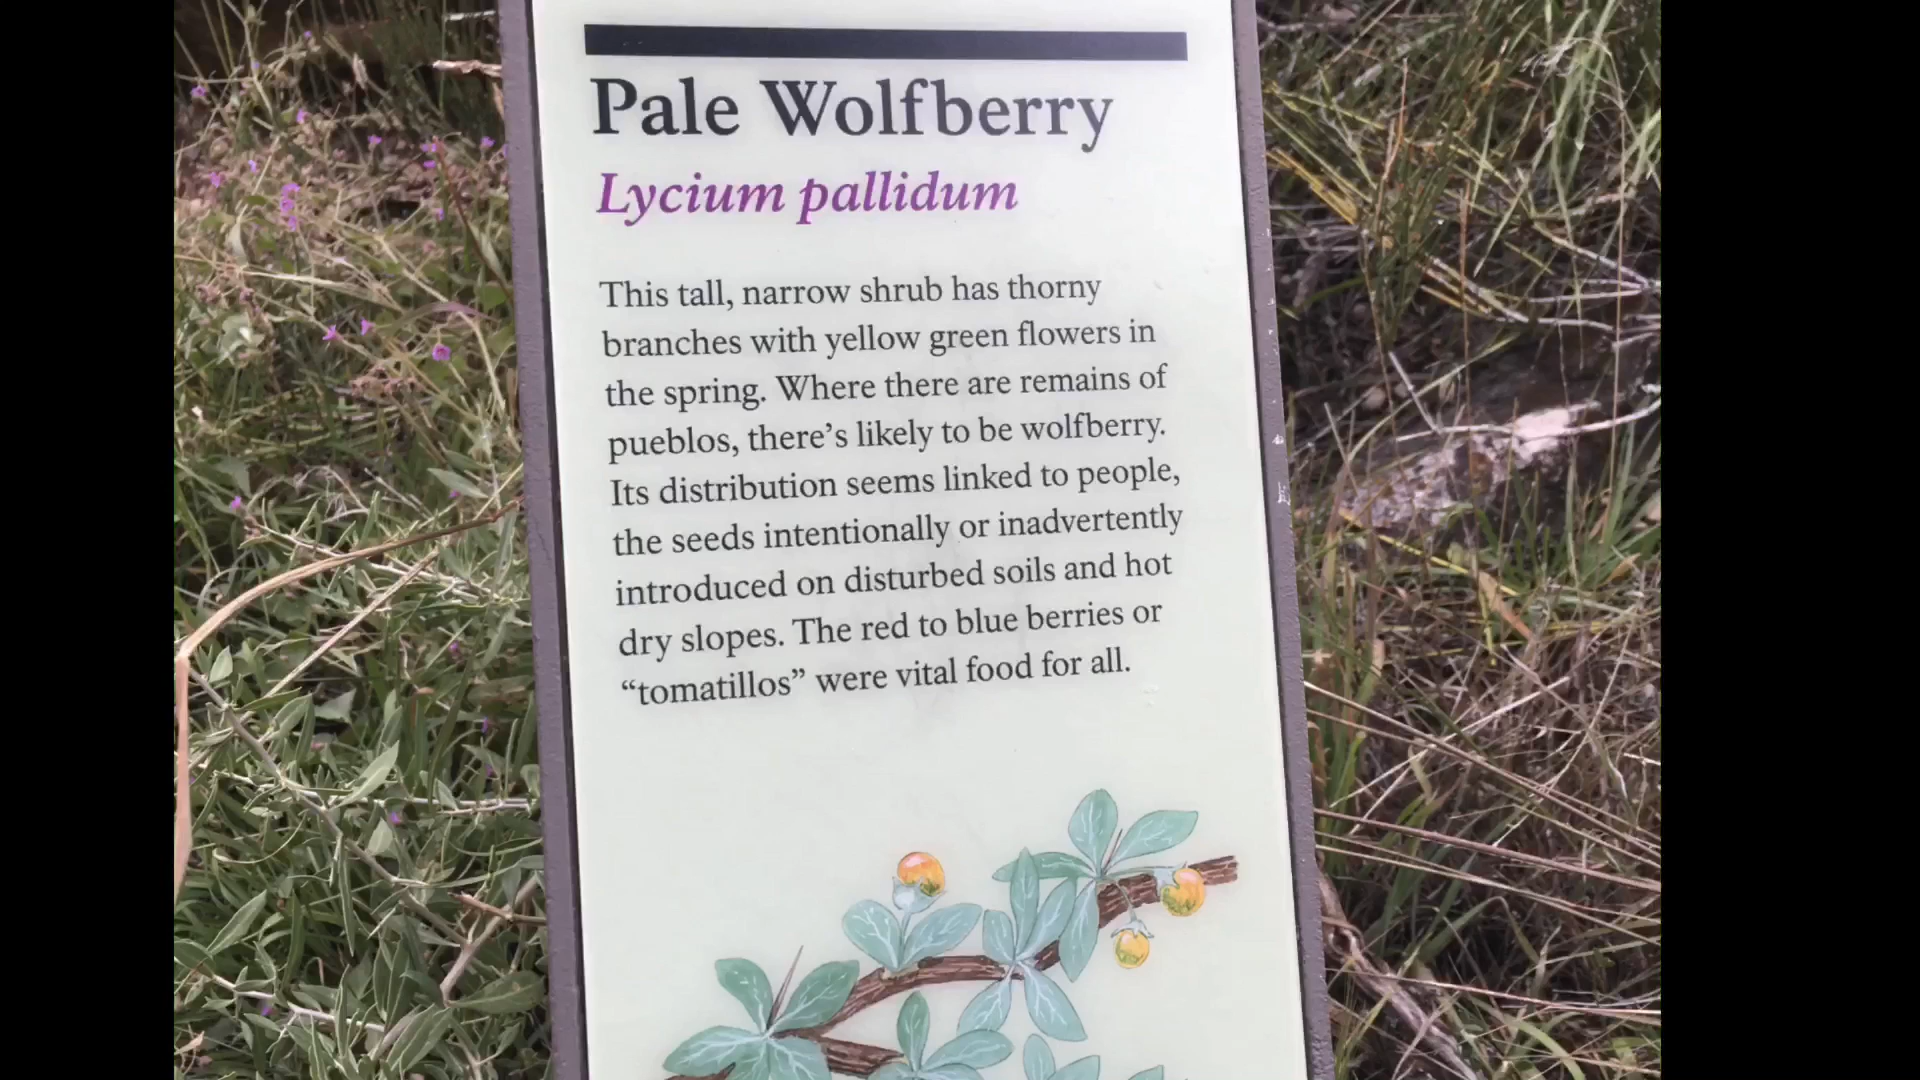 Pale Wolfberry
Lycium pallidum
This tall, narrow shrub has thorny
branches with yellow green flowers in
the spring. Where there are remains of
pueblos, there’s likely to be wolfberry.
Its distribution seems linked to people,
the seeds intentionally or inadvertently
introduced on disturbed soils and hot
dry slopes. The red to blue berries or
“tomatillos” were vital food for all.